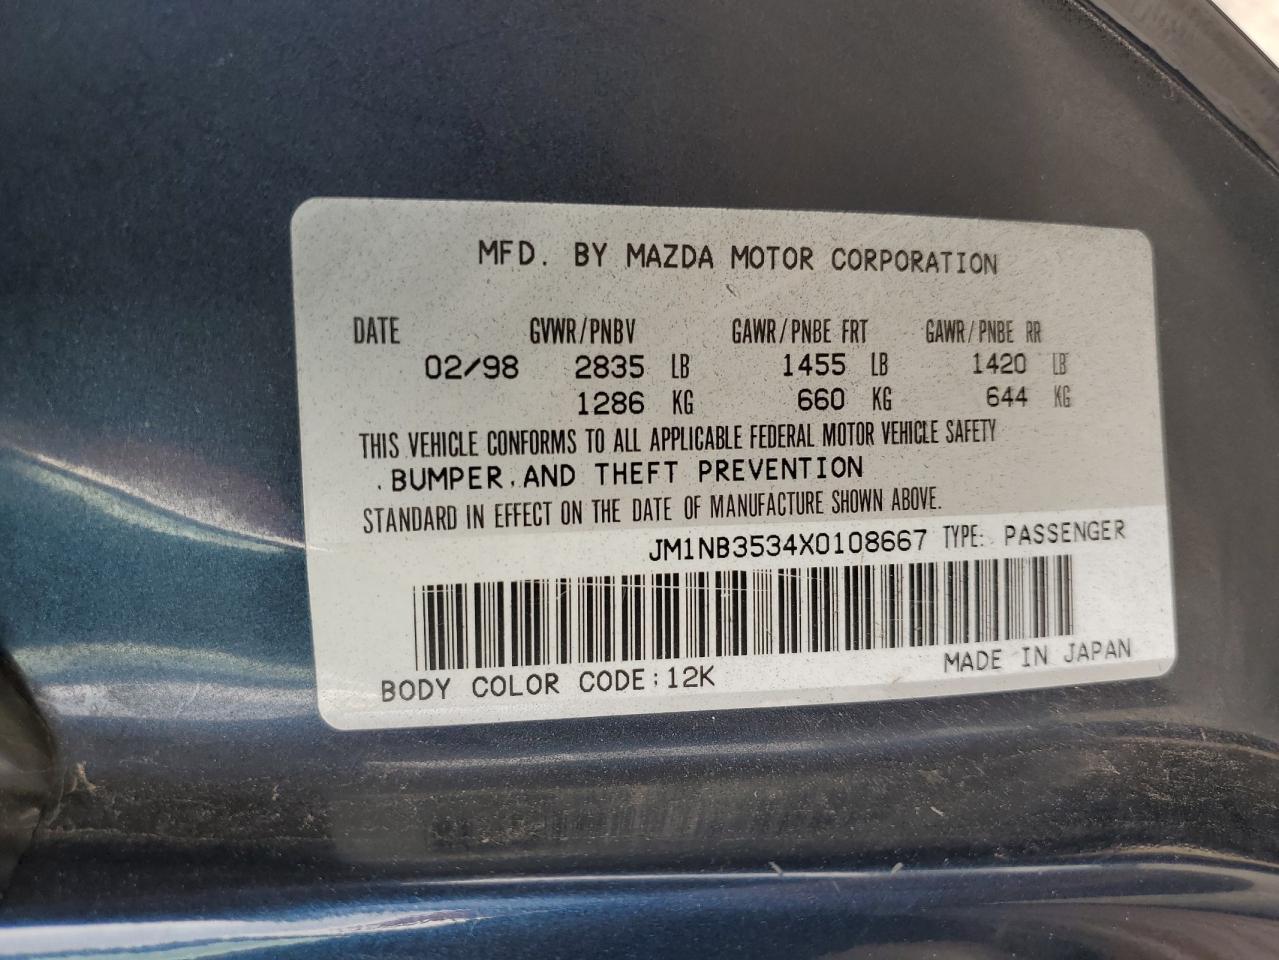 MFD. BY MAZDA MOTOR CORPORATION
DATE GVWR/PNBV GAWR/PNBE FRT GAWR/PNBE RR
02/98 2835 LB 1455 LB 1420 LB
1286 KG 660 KG 644 KG
THIS VEHICLE CONFORMS TO ALL APPLICABLE FEDERAL MOTOR VEHICLE SAFETY
.BUMPER.AND THEFT PREVENTION
STANDARD IN EFFECT ON THE DATE OF MANUFACTURE SHOWN ABOVE.
JM1NB3534X0108667 TYPE: PASSENGER
BODY COLOR CODE:12K MADE IN JAPAN